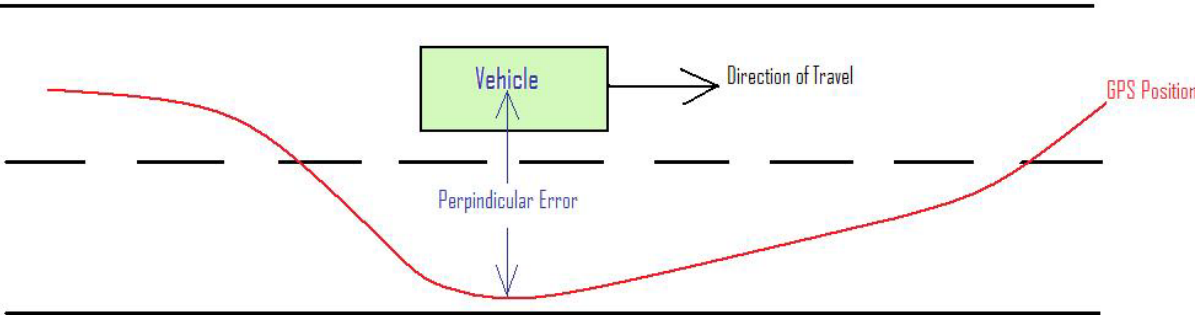 Vehicle
Direction of Travel
GPS Position
Perpindicular Error